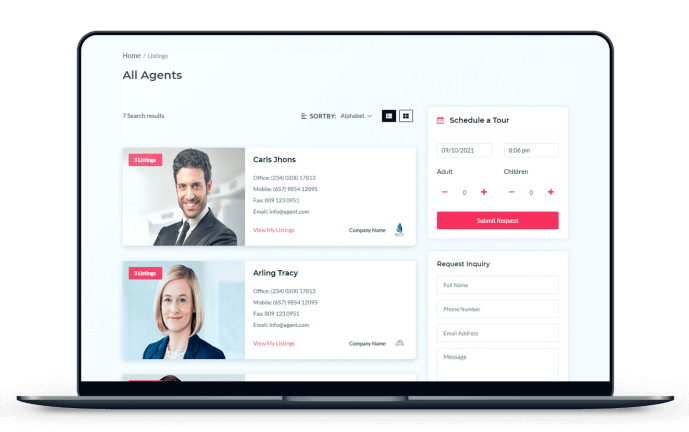 Home / Listings
All Agents
7 Search results
SORTBY: Alphabet
3 Listings
Carls Jhons
Office: (234) 0200 17813
Mobile: (657) 9854 12095
Fax: 809 123 0951
Email: info@agent.com
View My Listings
Company Name
3 Listings
Arling Tracy
Office: (234) 0200 17813
Mobile: (657) 9854 12095
Fax: 809 123 0951
Email: info@agent.com
View My Listings
Company Name
Schedule a Tour
09/10/2021
8:06 pm
Adult
Children
0
0
Submit Request
Request Inquiry
Full Name
Phone Number
Email Address
Message